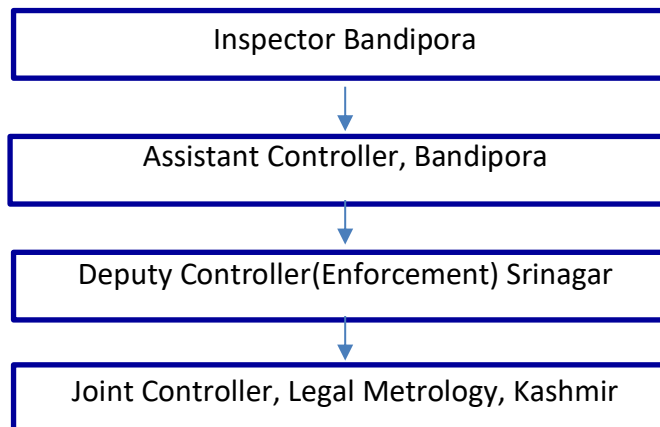 Inspector Bandipora
Assistant Controller, Bandipora
Deputy Controller(Enforcement) Srinagar
Joint Controller, Legal Metrology, Kashmir